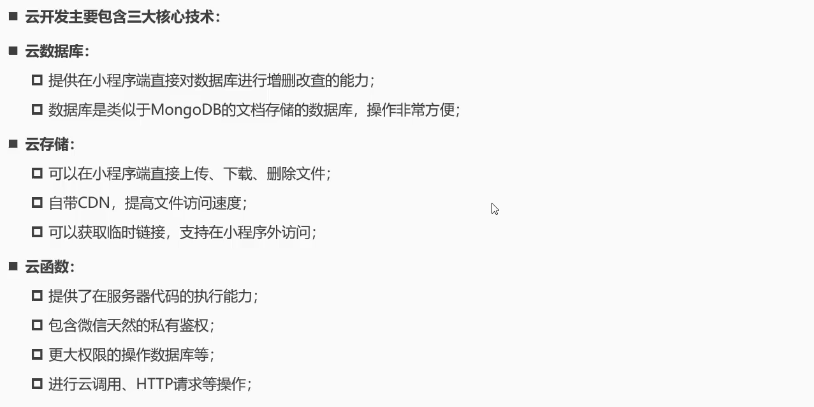 云开发主要包含三大核心技术：
云数据库：
提供在小程序端直接对数据库进行增删改查的能力；
数据库是类似于MongoDB的文档存储的数据库，操作非常方便；
云存储：
可以在小程序端直接上传、下载、删除文件；
自带CDN，提高文件访问速度；
可以获取临时链接，支持在小程序外访问；
云函数：
提供了在服务器代码的执行能力；
包含微信天然的私有鉴权；
更大权限的操作数据库等；
进行云调用、HTTP请求等操作；